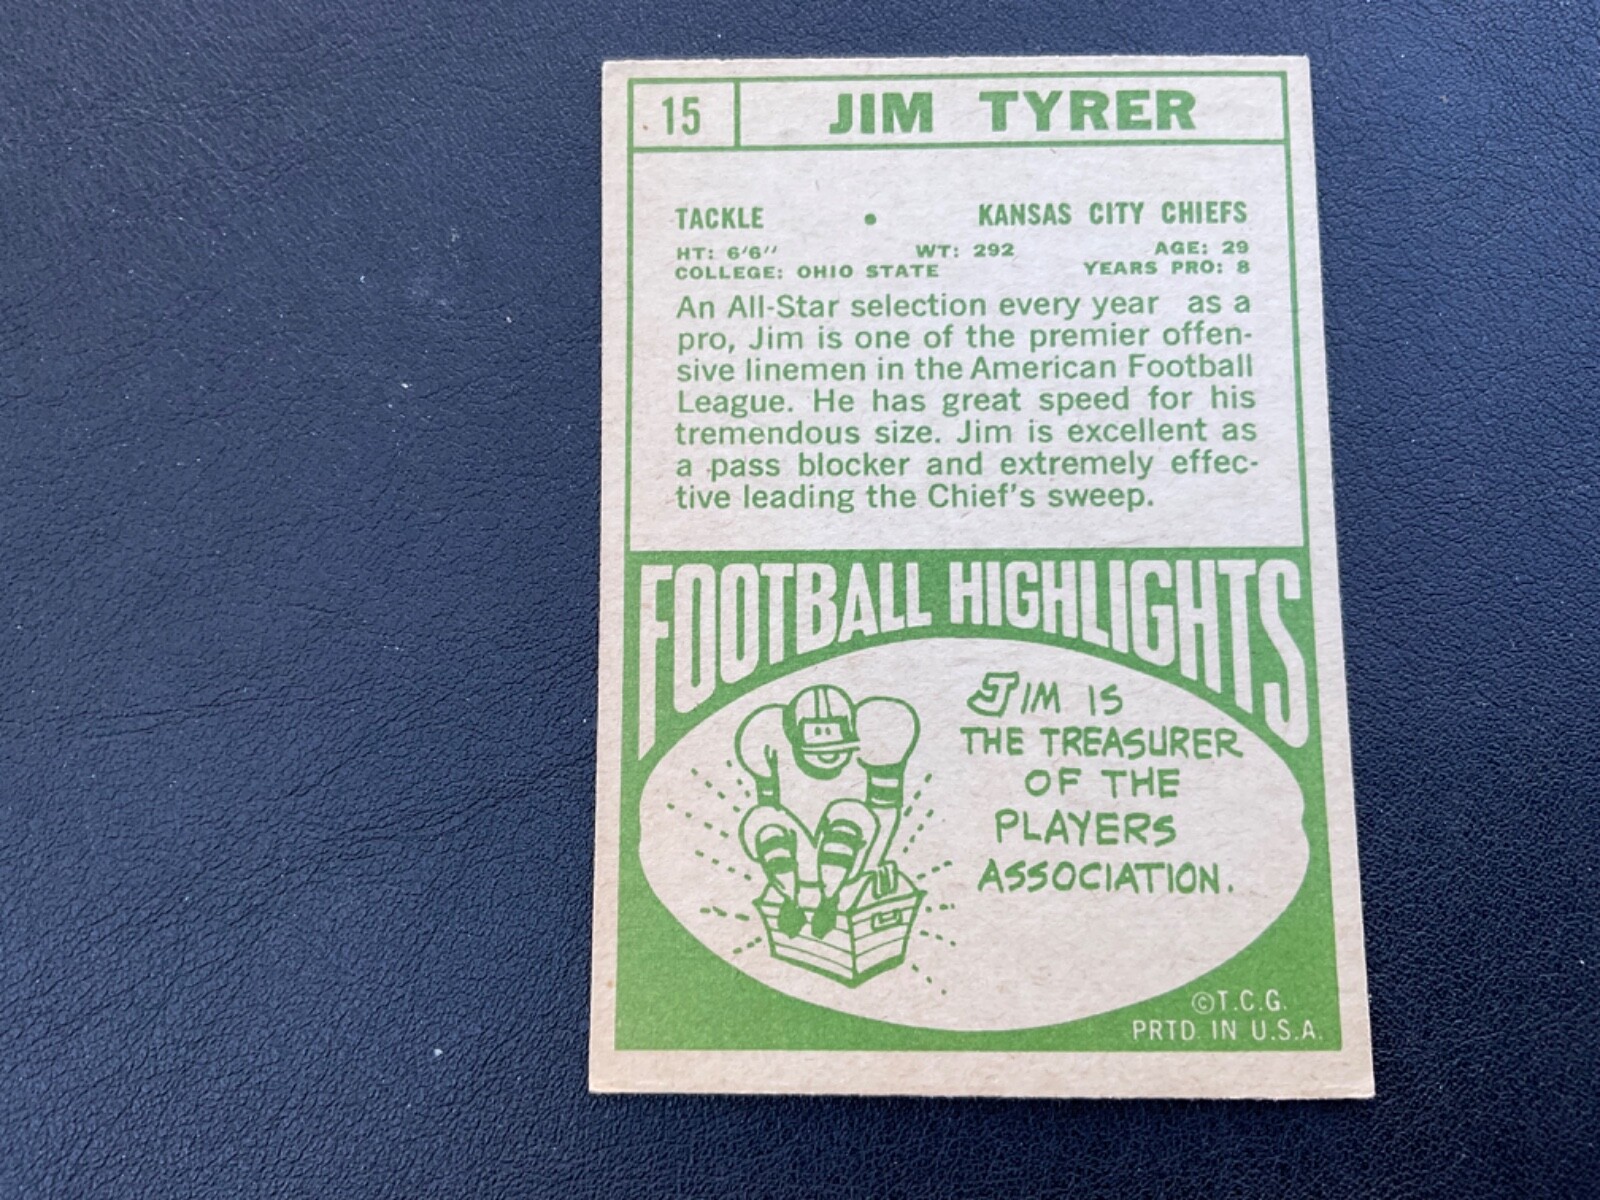 15 JIM TYRER
TACKLE • KANSAS CITY CHIEFS
HT: 6'6" WT: 292 AGE: 29
COLLEGE: OHIO STATE YEARS PRO: 8
An All-Star selection every year as a
pro, Jim is one of the premier offen-
sive linemen in the American Football
League. He has great speed for his
tremendous size. Jim is excellent as
a pass blocker and extremely effec-
tive leading the Chief's sweep.
FOOTBALL HIGHLIGHTS
JIM IS
THE TREASURER
OF THE
PLAYERS
ASSOCIATION.
©T.C.G.
PRTD. IN U.S.A.